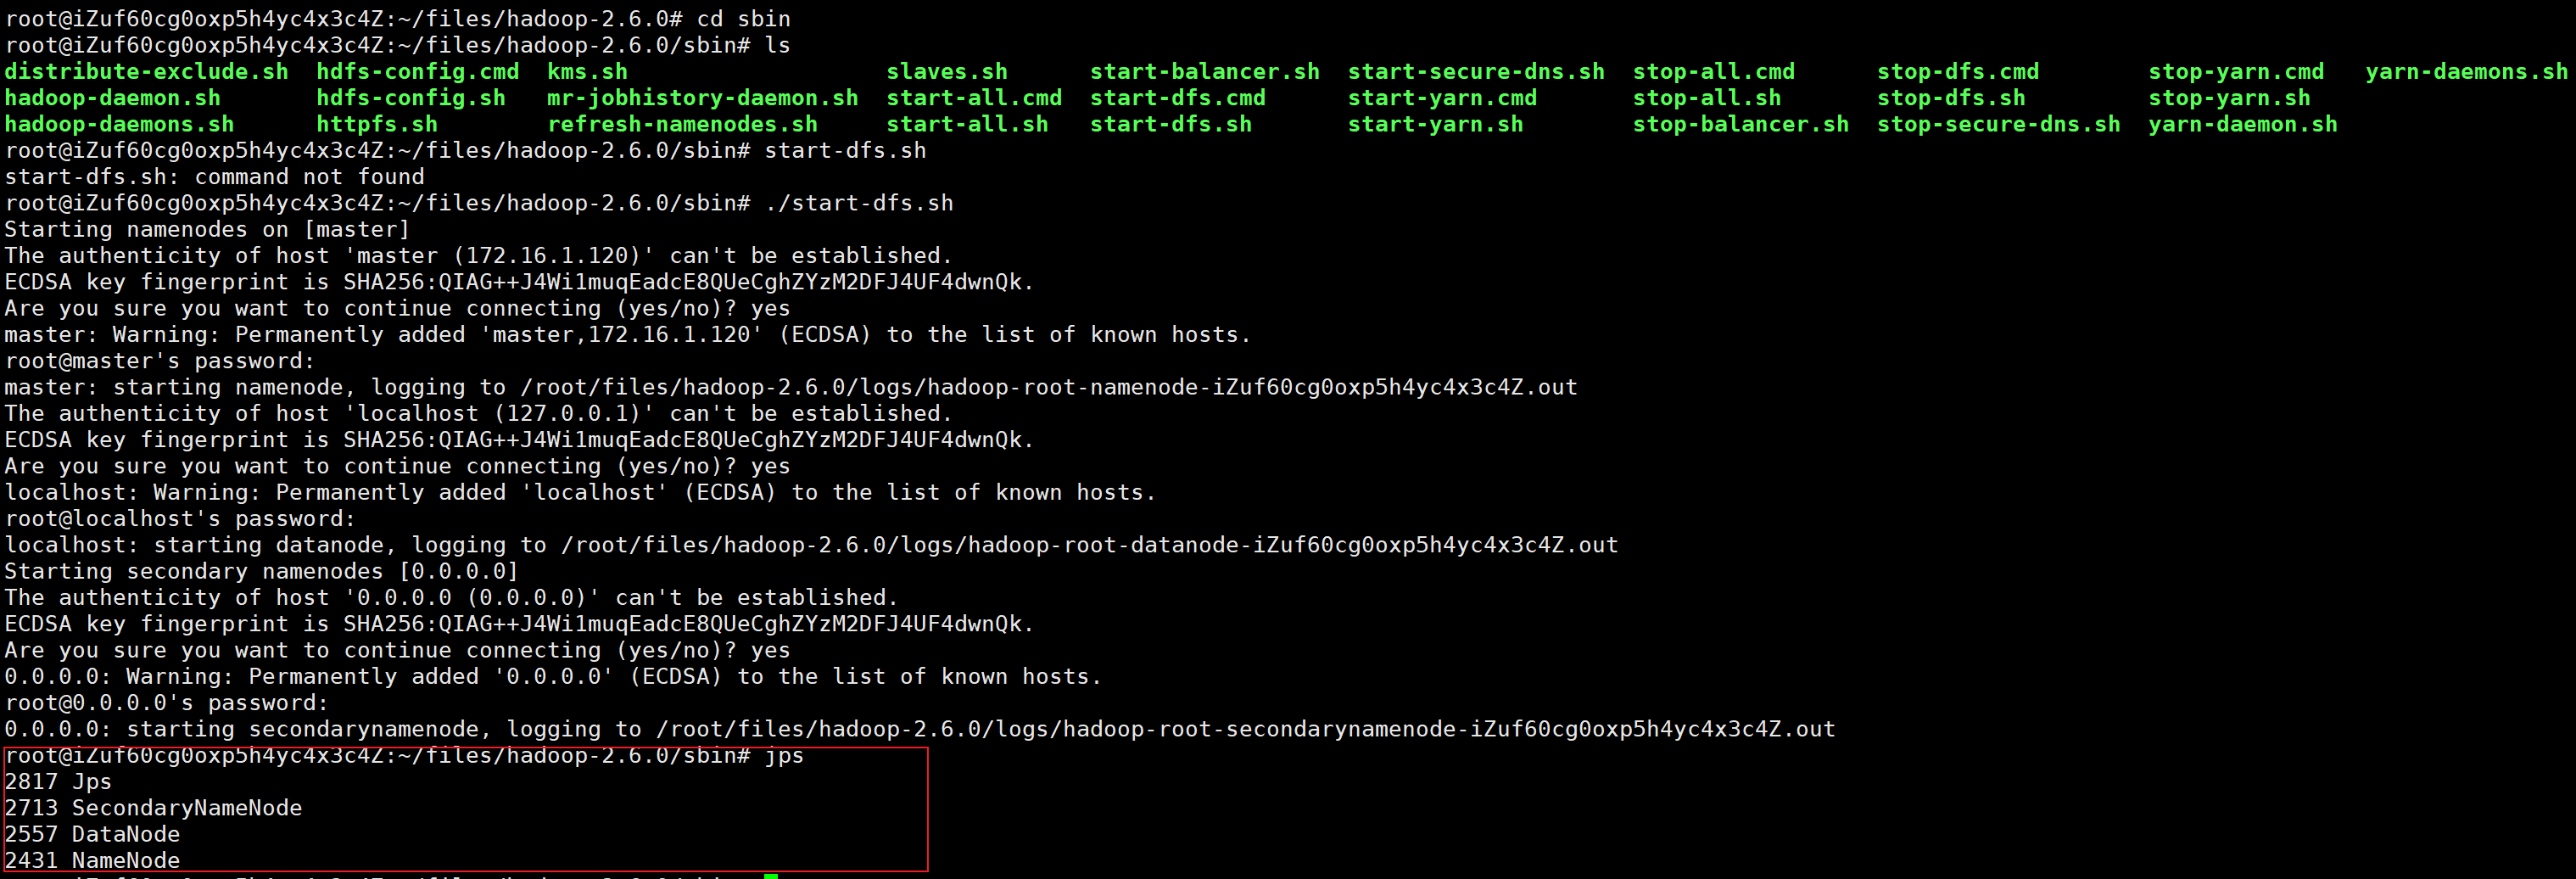 root@iZuf60cg0oxp5h4yc4x3c4Z:~/files/hadoop-2.6.0# cd sbin
root@iZuf60cg0oxp5h4yc4x3c4Z:~/files/hadoop-2.6.0/sbin# ls
distribute-exclude.sh  hdfs-config.cmd  kms.sh                   slaves.sh      start-balancer.sh  start-secure-dns.sh  stop-all.cmd      stop-dfs.cmd        stop-yarn.cmd   yarn-daemons.sh
hadoop-daemon.sh       hdfs-config.sh   mr-jobhistory-daemon.sh  start-all.cmd  start-dfs.cmd      start-yarn.cmd       stop-all.sh       stop-dfs.sh         stop-yarn.sh
hadoop-daemons.sh      httpfs.sh        refresh-namenodes.sh     start-all.sh   start-dfs.sh       start-yarn.sh        stop-balancer.sh  stop-secure-dns.sh  yarn-daemon.sh
root@iZuf60cg0oxp5h4yc4x3c4Z:~/files/hadoop-2.6.0/sbin# start-dfs.sh
start-dfs.sh: command not found
root@iZuf60cg0oxp5h4yc4x3c4Z:~/files/hadoop-2.6.0/sbin# ./start-dfs.sh
Starting namenodes on [master]
The authenticity of host 'master (172.16.1.120)' can't be established.
ECDSA key fingerprint is SHA256:QIAG++J4Wi1muqEadcE8QUeCghZYzM2DFJ4UF4dwnQk.
Are you sure you want to continue connecting (yes/no)? yes
master: Warning: Permanently added 'master,172.16.1.120' (ECDSA) to the list of known hosts.
root@master's password:
master: starting namenode, logging to /root/files/hadoop-2.6.0/logs/hadoop-root-namenode-iZuf60cg0oxp5h4yc4x3c4Z.out
The authenticity of host 'localhost (127.0.0.1)' can't be established.
ECDSA key fingerprint is SHA256:QIAG++J4Wi1muqEadcE8QUeCghZYzM2DFJ4UF4dwnQk.
Are you sure you want to continue connecting (yes/no)? yes
localhost: Warning: Permanently added 'localhost' (ECDSA) to the list of known hosts.
root@localhost's password:
localhost: starting datanode, logging to /root/files/hadoop-2.6.0/logs/hadoop-root-datanode-iZuf60cg0oxp5h4yc4x3c4Z.out
Starting secondary namenodes [0.0.0.0]
The authenticity of host '0.0.0.0 (0.0.0.0)' can't be established.
ECDSA key fingerprint is SHA256:QIAG++J4Wi1muqEadcE8QUeCghZYzM2DFJ4UF4dwnQk.
Are you sure you want to continue connecting (yes/no)? yes
0.0.0.0: Warning: Permanently added '0.0.0.0' (ECDSA) to the list of known hosts.
root@0.0.0.0's password:
0.0.0.0: starting secondarynamenode, logging to /root/files/hadoop-2.6.0/logs/hadoop-root-secondarynamenode-iZuf60cg0oxp5h4yc4x3c4Z.out
root@iZuf60cg0oxp5h4yc4x3c4Z:~/files/hadoop-2.6.0/sbin# jps
2817 Jps
2713 SecondaryNameNode
2557 DataNode
2431 NameNode